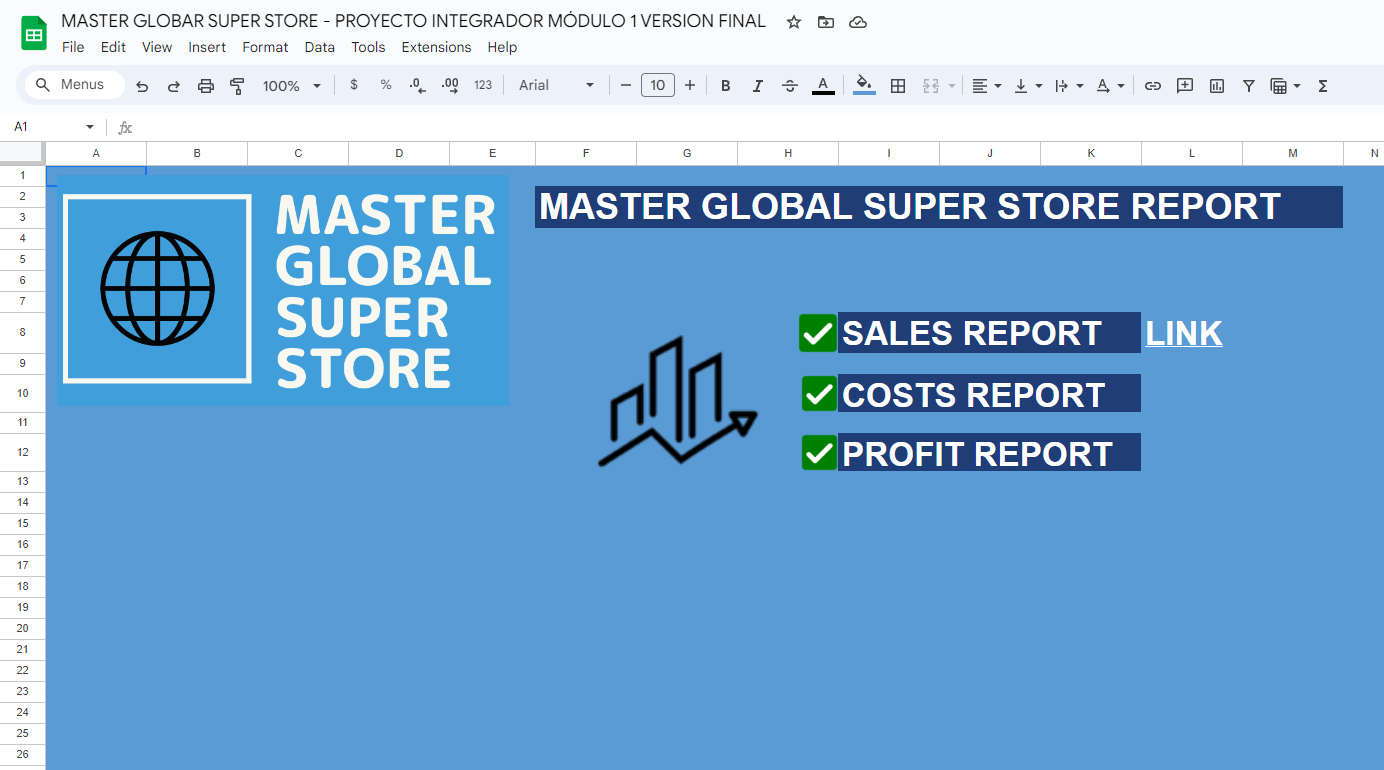 MASTER GLOBAR SUPER STORE - PROYECTO INTEGRADOR MÓDULO 1 VERSION FINAL
File Edit View Insert Format Data Tools Extensions Help
Menus 100% $ % .0 .00 123 Arial 10 B I A A Σ
A1 fx
A B C D E F G H I J K L M N
1
2
3
4
5
6
7
8
9
10
11
12
13
14
15
16
17
18
19
20
21
22
23
24
25
26
MASTER
GLOBAL
SUPER
STORE
MASTER GLOBAL SUPER STORE REPORT
SALES REPORT LINK
COSTS REPORT
PROFIT REPORT